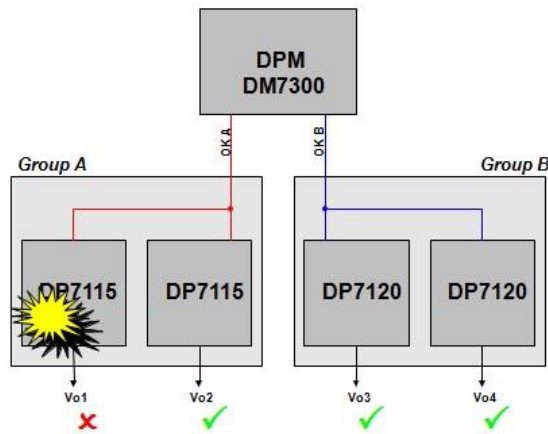 DPM
DM7300
OK A
OK B
Group A
Group B
DP7115
DP7115
DP7120
DP7120
Vo1
Vo2
Vo3
Vo4